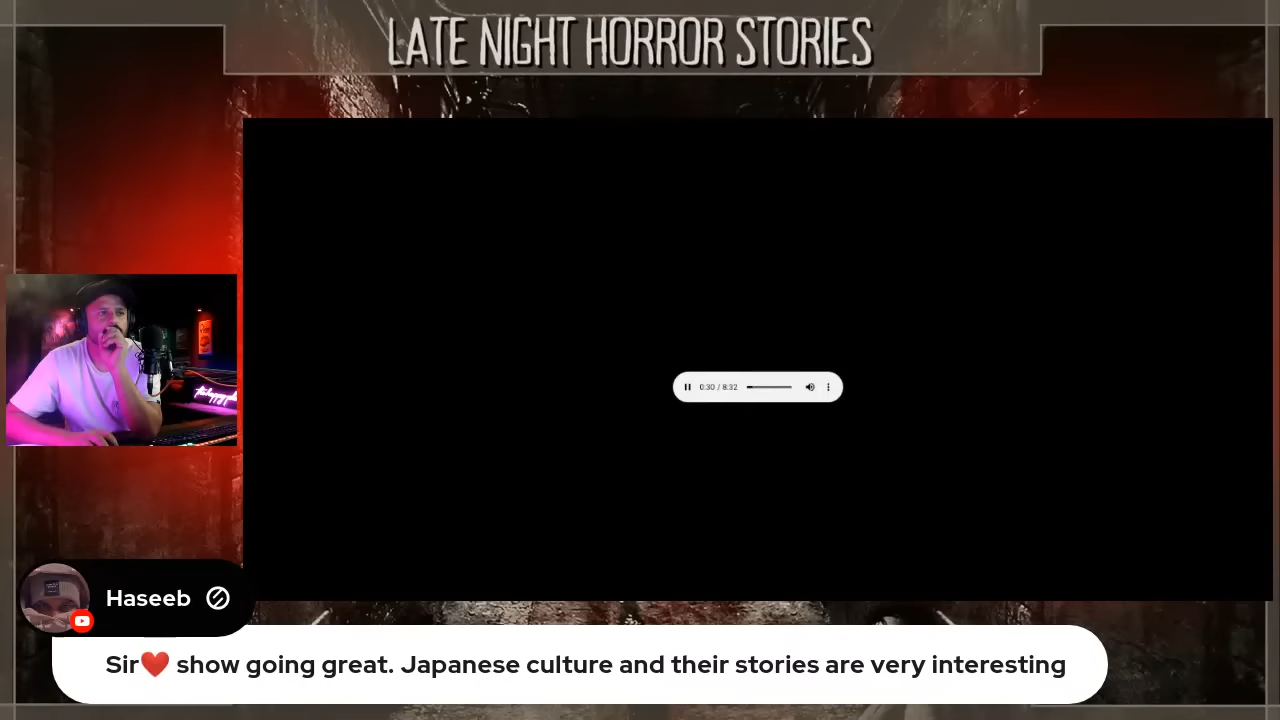 LATE NIGHT HORROR STORIES
0:30 / 8:32
Haseeb
Sir❤️ show going great. Japanese culture and their stories are very interesting